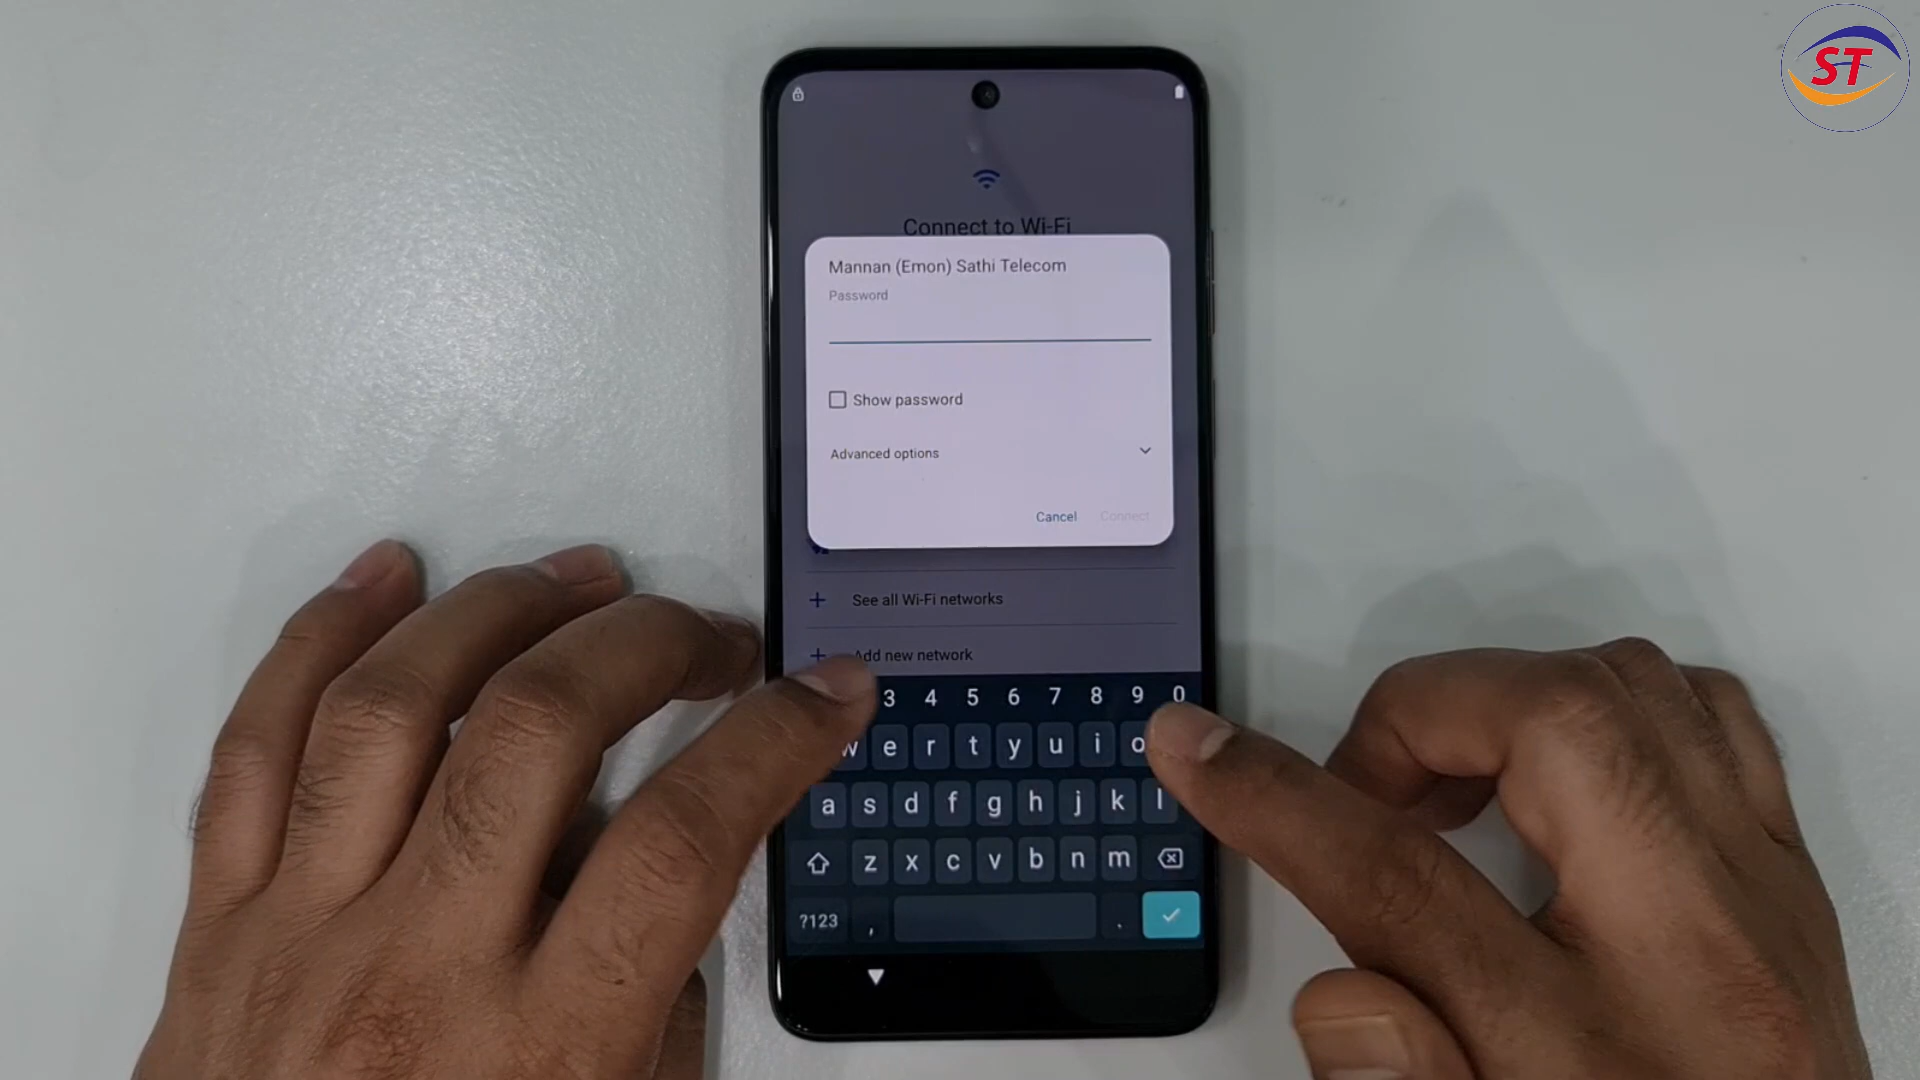 ST
Connect to Wi-Fi
Mannan (Emon) Sathi Telecom
Password
Show password
Advanced options
Cancel Connect
See all Wi-Fi networks
Add new network
3 4 5 6 7 8 9 0
w e r t y u i o
a s d f g h j k l
z x c v b n m
?123 , .